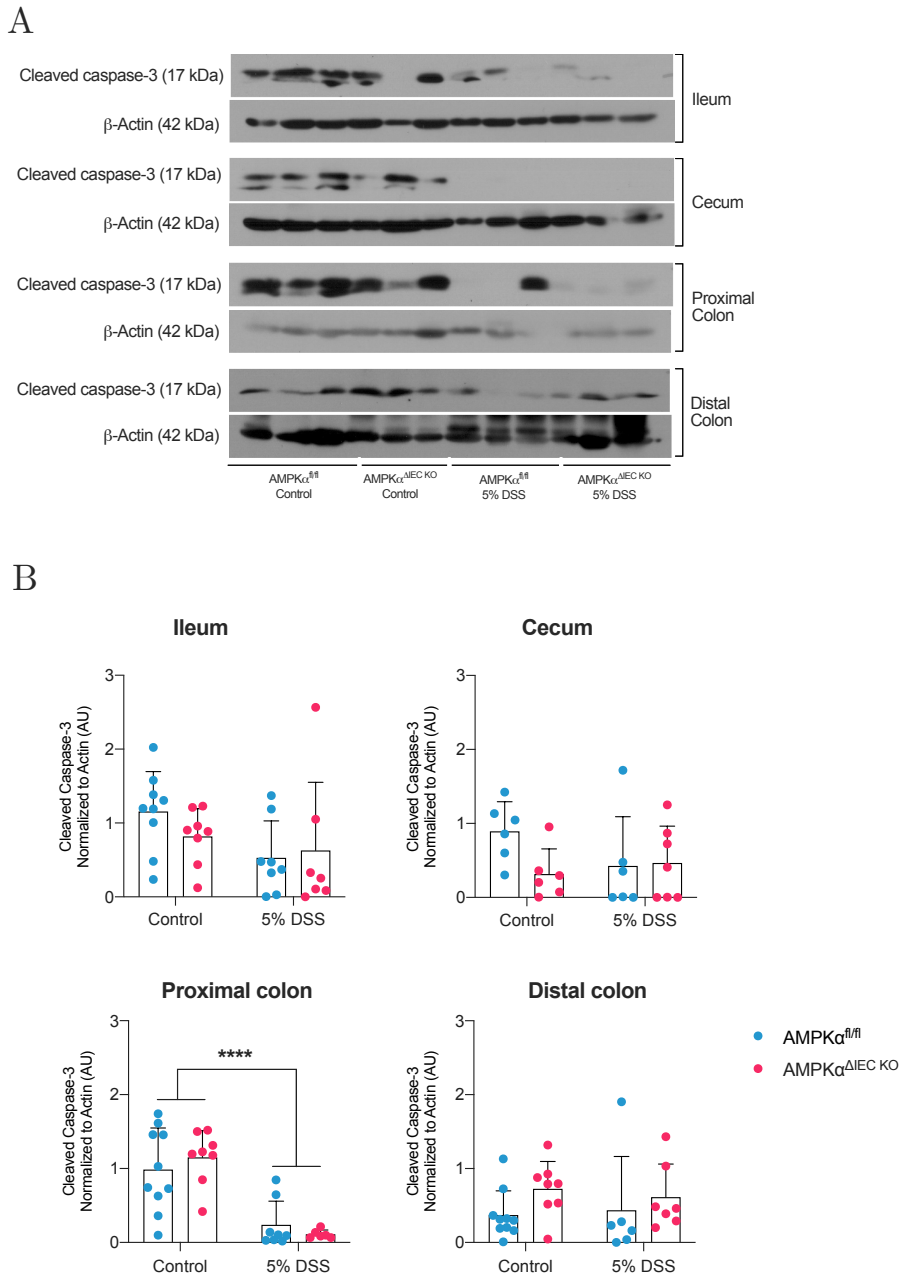 A
Cleaved caspase-3 (17 kDa)
β-Actin (42 kDa)
Ileum
Cleaved caspase-3 (17 kDa)
β-Actin (42 kDa)
Cecum
Cleaved caspase-3 (17 kDa)
β-Actin (42 kDa)
Proximal
Colon
Cleaved caspase-3 (17 kDa)
β-Actin (42 kDa)
Distal
Colon
AMPKα^fl/fl
Control
AMPKα^ΔIEC KO
Control
AMPKα^fl/fl
5% DSS
AMPKα^ΔIEC KO
5% DSS
B
Ileum
Cleaved Caspase-3
Normalized to Actin (AU)
3
2
1
0
Control 5% DSS
Cecum
Cleaved Caspase-3
Normalized to Actin (AU)
3
2
1
0
Control 5% DSS
Proximal colon
Cleaved Caspase-3
Normalized to Actin (AU)
3
2
1
0
****
Control 5% DSS
Distal colon
Cleaved Caspase-3
Normalized to Actin (AU)
3
2
1
0
Control 5% DSS
AMPKα^fl/fl
AMPKα^ΔIEC KO